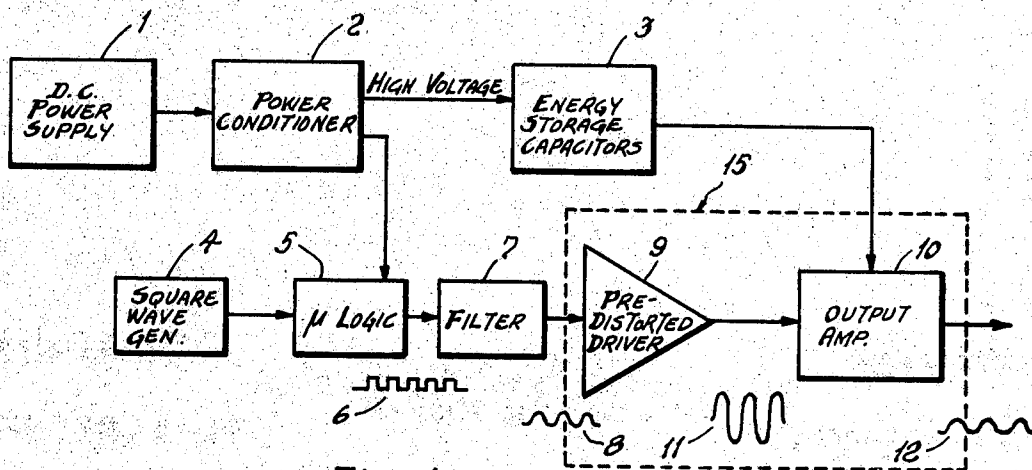 1
2
3
D.C.
POWER
SUPPLY
POWER
CONDITIONER
HIGH VOLTAGE
ENERGY
STORAGE
CAPACITORS
15
4
5
7
9
10
SQUARE
WAVE
GEN.
μ LOGIC
FILTER
PRE-
DISTORTED
DRIVER
OUTPUT
AMP.
6
8
11
12